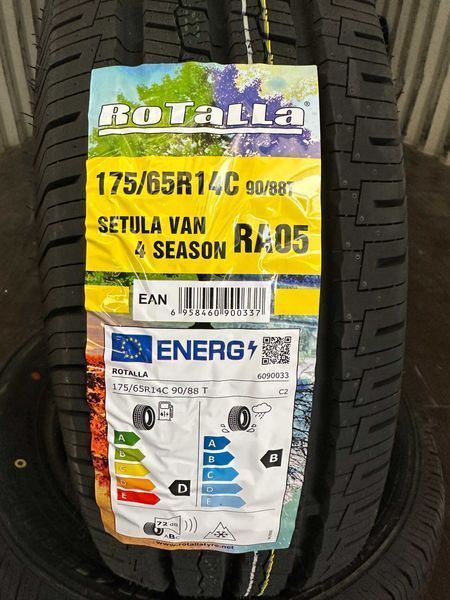 RoTalla®
175/65R14C 90/88T
SETULA VAN
4 SEASON RA05
EAN
6 958460 900337
ENERG
ROTALLA 6090033
175/65R14C 90/88 T C2
A
B
C
D
E
D
A
B
C
D
E
B
72 dB
ABC
www.rotallatyre.net